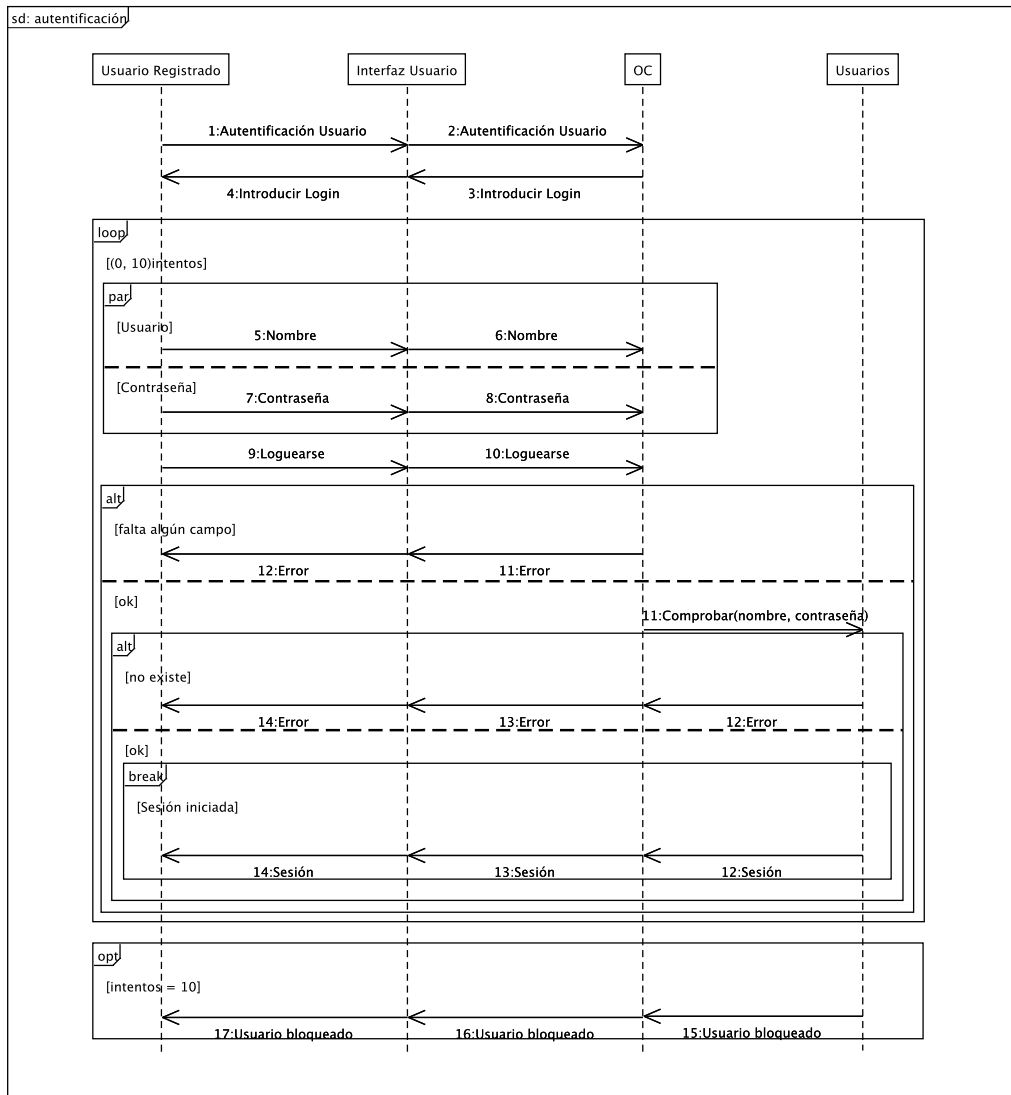 sd: autentificación
Usuario Registrado
Interfaz Usuario
OC
Usuarios
1:Autentificación Usuario
2:Autentificación Usuario
4:Introducir Login
3:Introducir Login
loop
[(0, 10)intentos]
par
[Usuario]
5:Nombre
6:Nombre
[Contraseña]
7:Contraseña
8:Contraseña
9:Loguearse
10:Loguearse
alt
[falta algún campo]
12:Error
11:Error
[ok]
11:Comprobar(nombre, contraseña)
alt
[no existe]
14:Error
13:Error
12:Error
[ok]
break
[Sesión iniciada]
14:Sesión
13:Sesión
12:Sesión
opt
[intentos = 10]
17:Usuario bloqueado
16:Usuario bloqueado
15:Usuario bloqueado